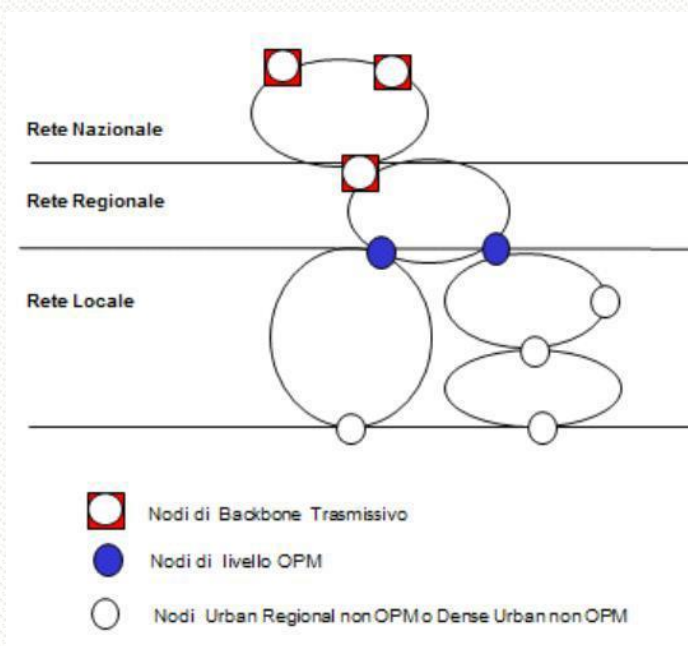 Rete Nazionale
Rete Regionale
Rete Locale
Nodi di Backbone Trasmissivo
Nodi di livello OPM
Nodi Urban Regional non OPM o Dense Urban non OPM